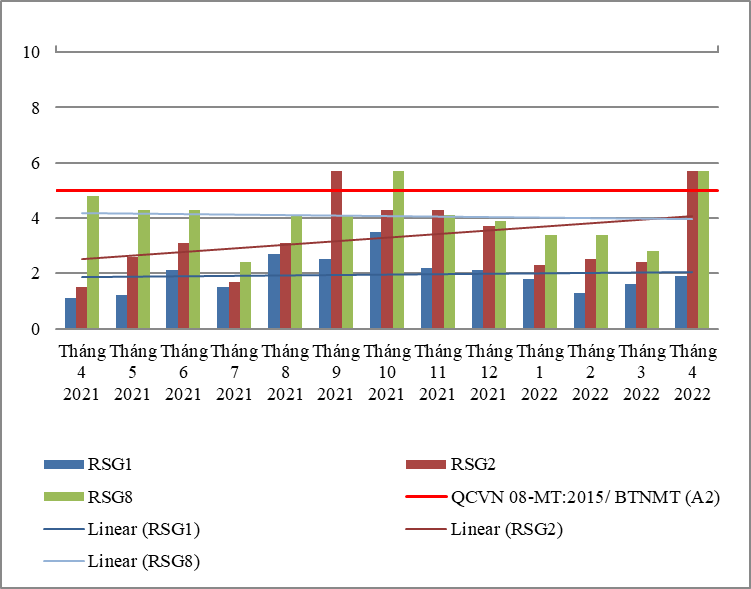 10
8
6
4
2
0
Tháng Tháng Tháng Tháng Tháng Tháng Tháng Tháng Tháng Tháng Tháng Tháng Tháng
4 5 6 7 8 9 10 11 12 1 2 3 4
2021 2021 2021 2021 2021 2021 2021 2021 2021 2022 2022 2022 2022
RSG1 RSG2
RSG8 QCVN 08-MT:2015/ BTNMT (A2)
Linear (RSG1) Linear (RSG2)
Linear (RSG8)